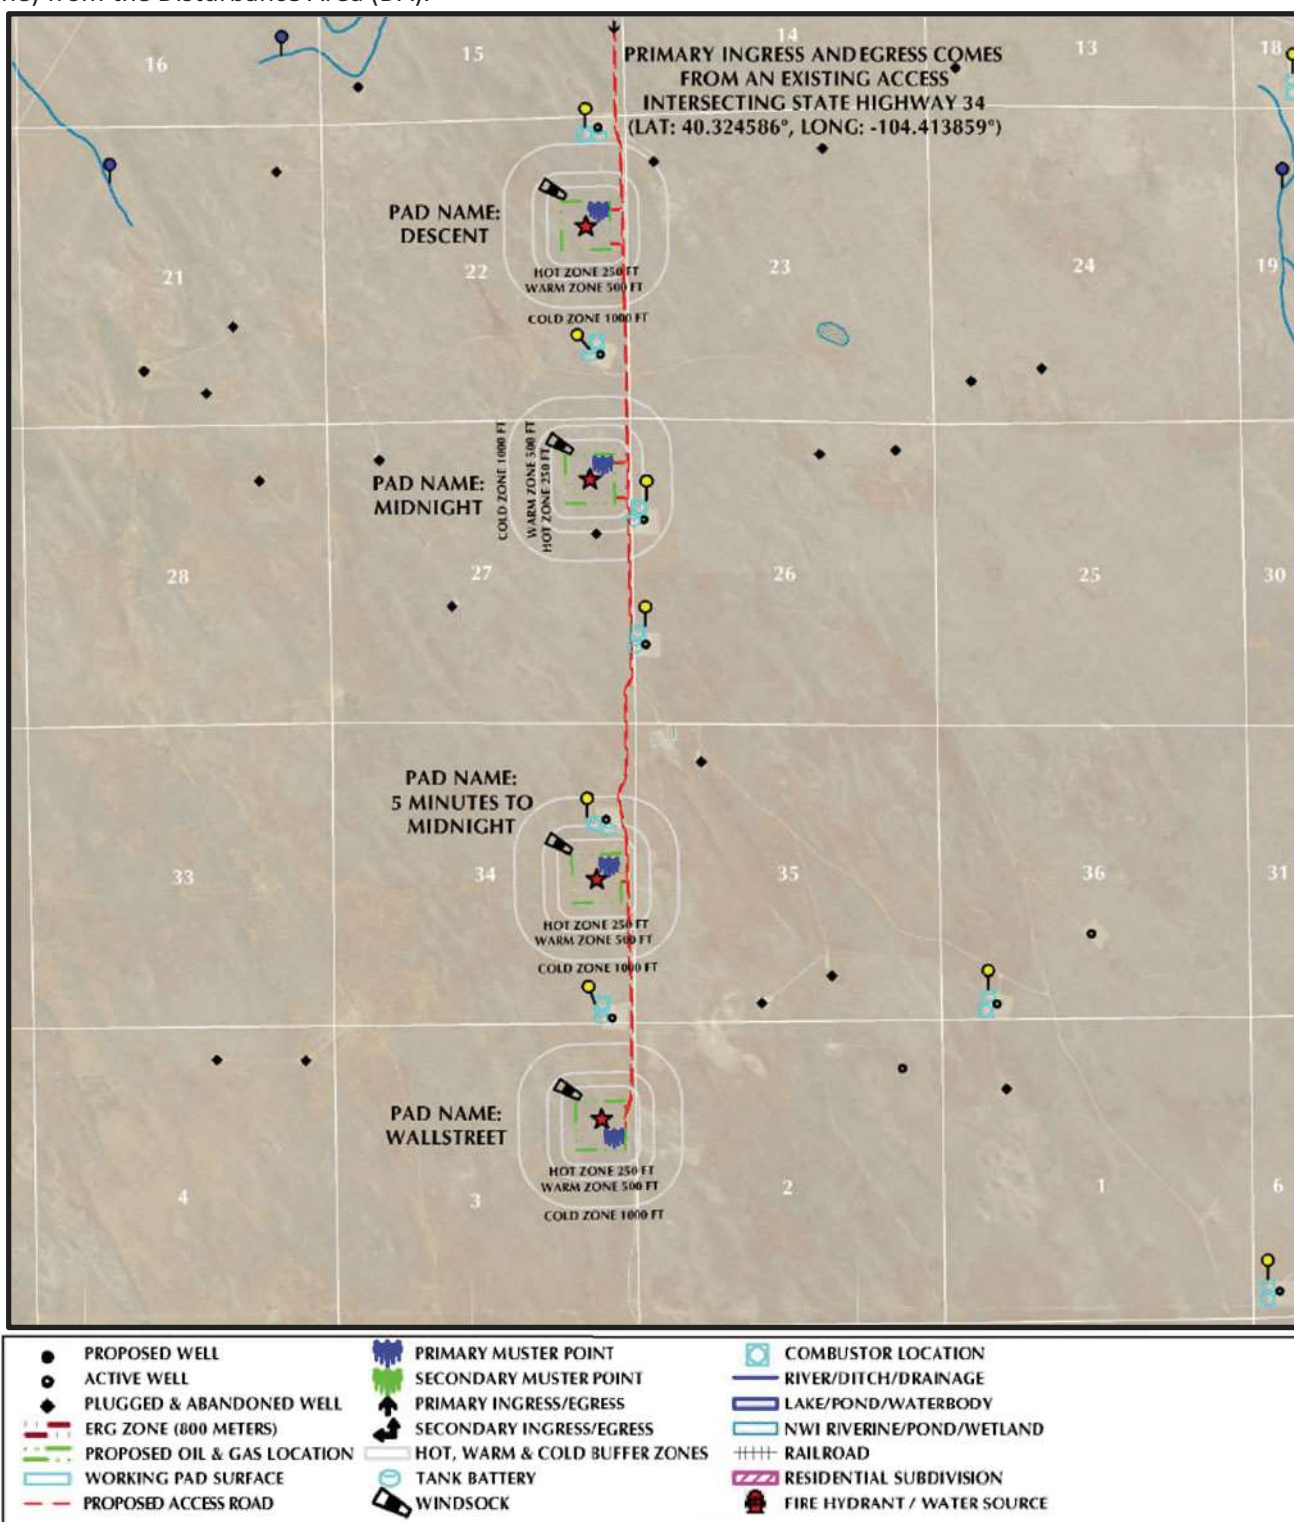 from the Disturbance Area (DA).
16
15
14
13
18
PRIMARY INGRESS AND EGRESS COMES
FROM AN EXISTING ACCESS
INTERSECTING STATE HIGHWAY 34
(LAT: 40.324586°, LONG: -104.413859°)
PAD NAME:
DESCENT
21
22
23
24
19
HOT ZONE 250 FT
WARM ZONE 500 FT
COLD ZONE 1000 FT
PAD NAME:
MIDNIGHT
COLD ZONE 1000 FT
WARM ZONE 500 FT
HOT ZONE 250 FT
28
27
26
25
30
PAD NAME:
5 MINUTES TO
MIDNIGHT
33
34
35
36
31
HOT ZONE 250 FT
WARM ZONE 500 FT
COLD ZONE 1000 FT
PAD NAME:
WALLSTREET
HOT ZONE 250 FT
WARM ZONE 500 FT
COLD ZONE 1000 FT
4
3
2
1
6
PROPOSED WELL
ACTIVE WELL
PLUGGED & ABANDONED WELL
ERG ZONE (800 METERS)
PROPOSED OIL & GAS LOCATION
WORKING PAD SURFACE
PROPOSED ACCESS ROAD
PRIMARY MUSTER POINT
SECONDARY MUSTER POINT
PRIMARY INGRESS/EGRESS
SECONDARY INGRESS/EGRESS
HOT, WARM & COLD BUFFER ZONES
TANK BATTERY
WINDSOCK
COMBUSTOR LOCATION
RIVER/DITCH/DRAINAGE
LAKE/POND/WATERBODY
NWI RIVERINE/POND/WETLAND
RAILROAD
RESIDENTIAL SUBDIVISION
FIRE HYDRANT / WATER SOURCE